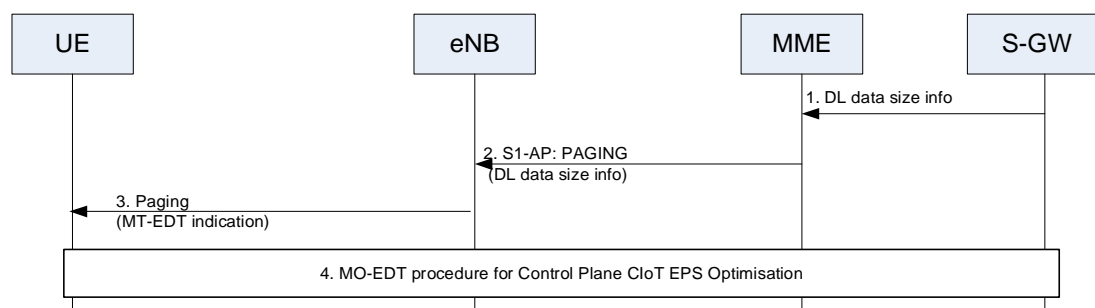 UE
eNB
MME
S-GW
1. DL data size info
2. S1-AP: PAGING
(DL data size info)
3. Paging
(MT-EDT indication)
4. MO-EDT procedure for Control Plane CIoT EPS Optimisation